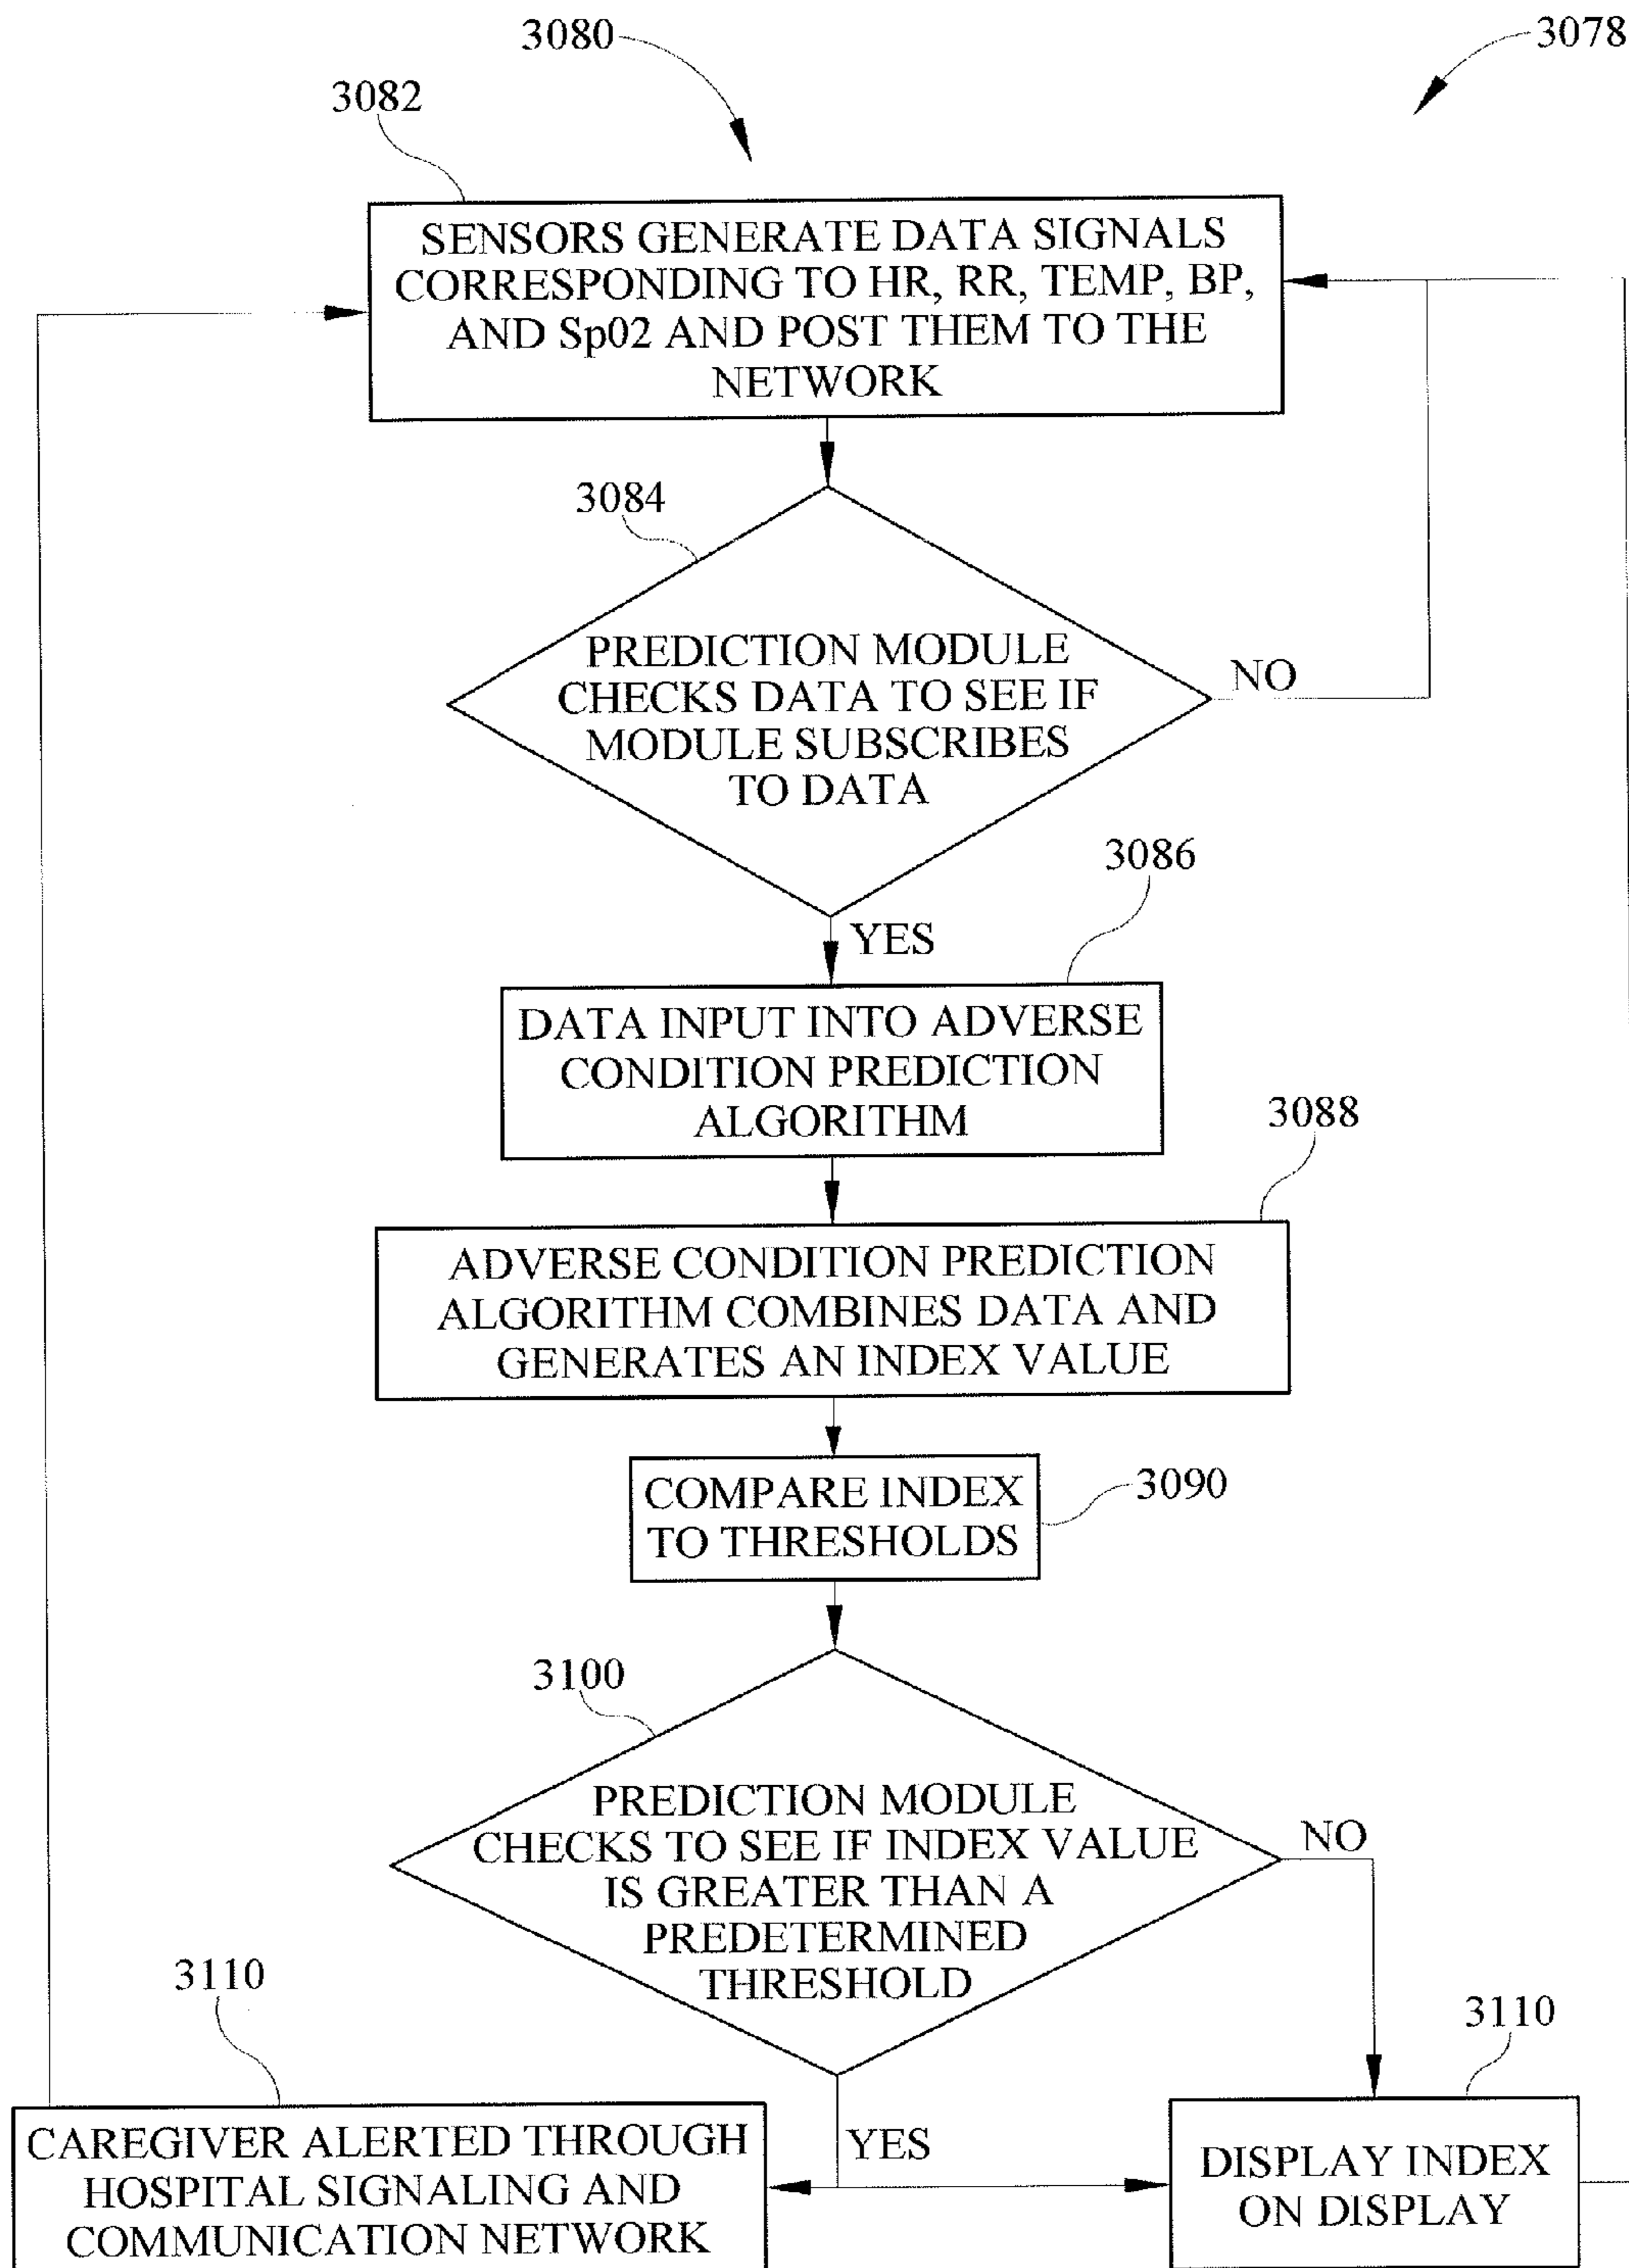 3080
3078
3082
SENSORS GENERATE DATA SIGNALS
CORRESPONDING TO HR, RR, TEMP, BP,
AND Sp02 AND POST THEM TO THE
NETWORK
3084
PREDICTION MODULE
CHECKS DATA TO SEE IF
MODULE SUBSCRIBES
TO DATA
NO
3086
YES
DATA INPUT INTO ADVERSE
CONDITION PREDICTION
ALGORITHM
3088
ADVERSE CONDITION PREDICTION
ALGORITHM COMBINES DATA AND
GENERATES AN INDEX VALUE
COMPARE INDEX
TO THRESHOLDS
3090
3100
PREDICTION MODULE
CHECKS TO SEE IF INDEX VALUE
IS GREATER THAN A
PREDETERMINED
THRESHOLD
NO
3110
3110
CAREGIVER ALERTED THROUGH
HOSPITAL SIGNALING AND
COMMUNICATION NETWORK
YES
DISPLAY INDEX
ON DISPLAY